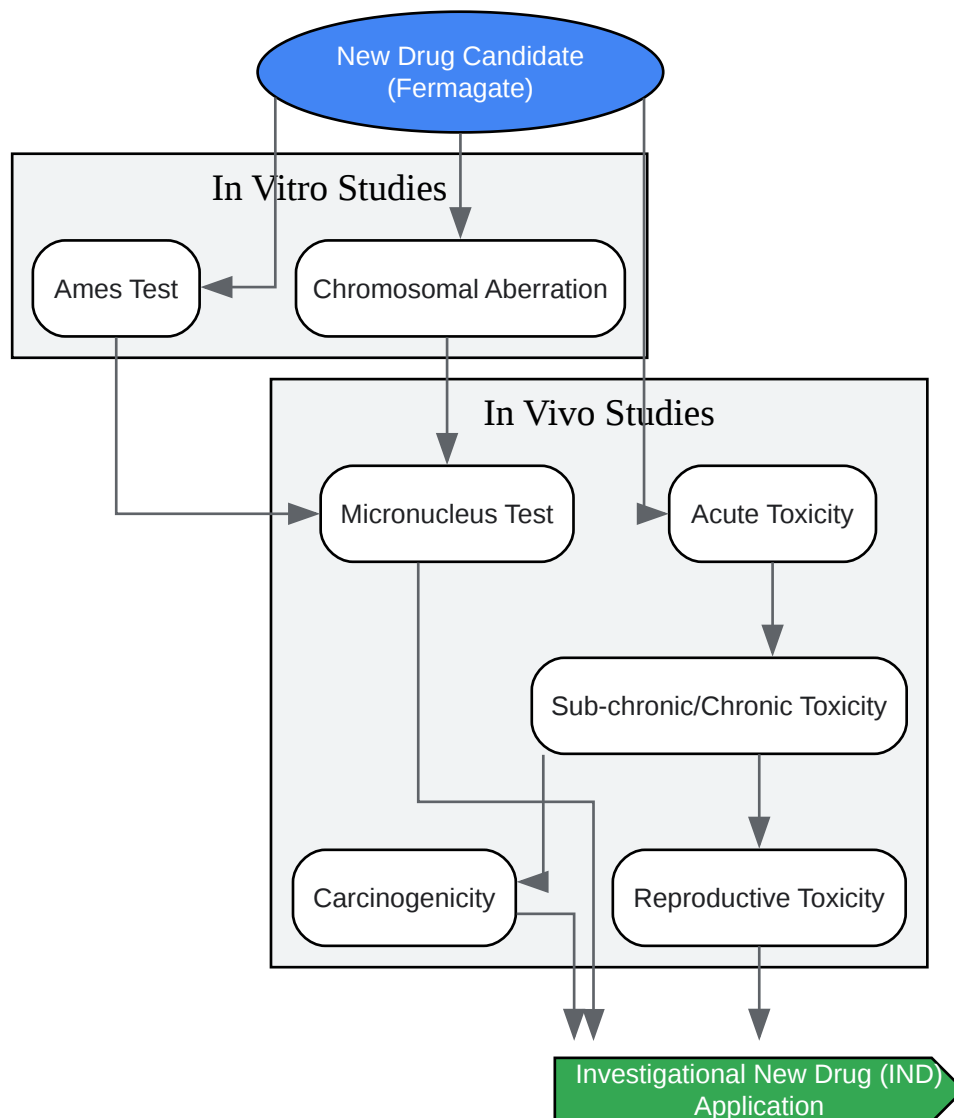 New Drug Candidate
(Fermagate)
In Vitro Studies
Ames Test
Chromosomal Aberration
In Vivo Studies
Micronucleus Test
Acute Toxicity
Sub-chronic/Chronic Toxicity
Carcinogenicity
Reproductive Toxicity
Investigational New Drug (IND)
Application